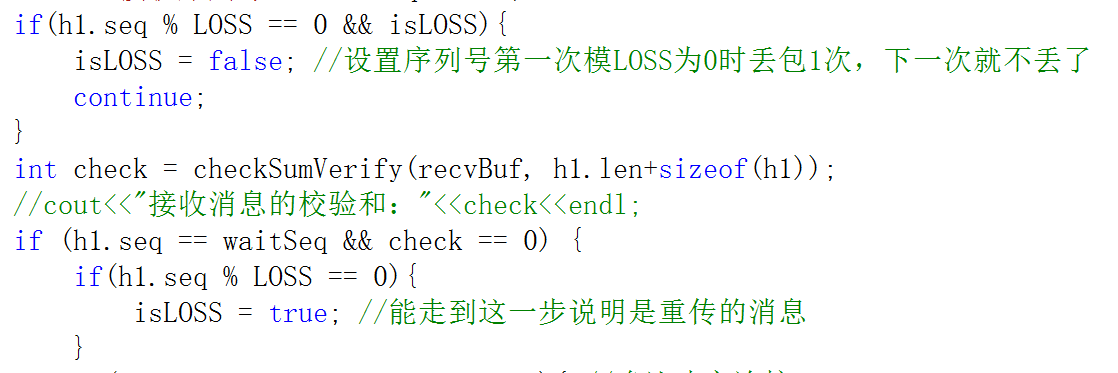 if(h1.seq % LOSS == 0 && isLOSS){
    isLOSS = false; //设置序列号第一次模LOSS为0时丢包1次，下一次就不丢了
    continue;
}
int check = checkSumVerify(recvBuf, h1.len+sizeof(h1));
//cout<<"接收消息的校验和："<<check<<endl;
if (h1.seq == waitSeq && check == 0) {
    if(h1.seq % LOSS == 0){
        isLOSS = true; //能走到这一步说明是重传的消息
    }